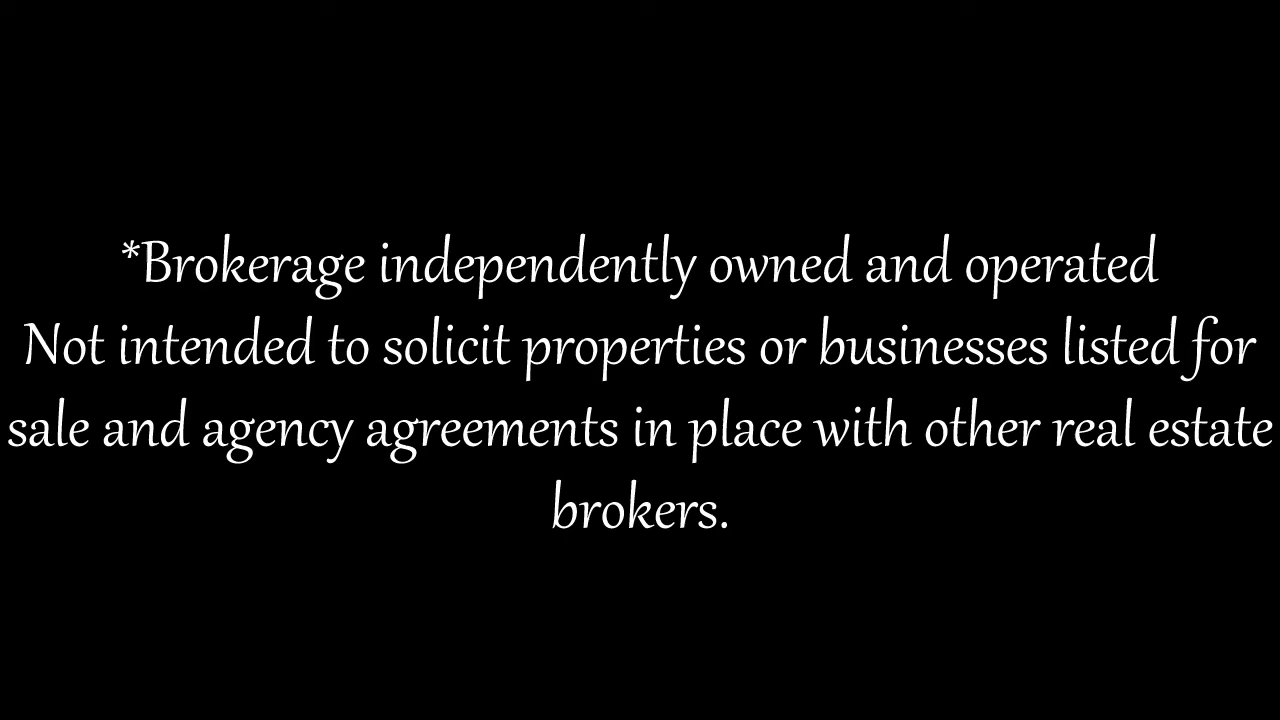 *Brokerage independently owned and operated
Not intended to solicit properties or businesses listed for
sale and agency agreements in place with other real estate
brokers.